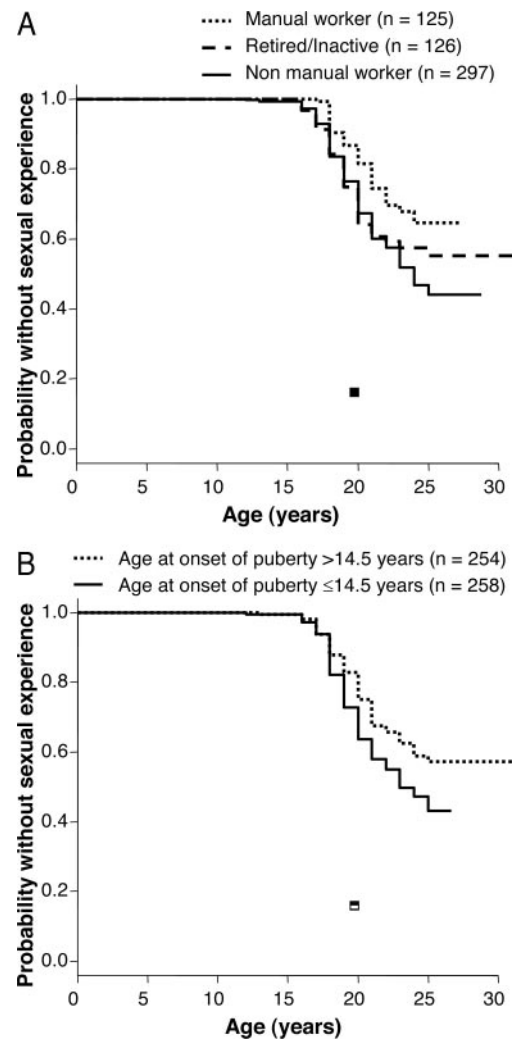 A
Manual worker (n = 125)
Retired/Inactive (n = 126)
Non manual worker (n = 297)
Probability without sexual experience
1.0
0.8
0.6
0.4
0.2
0.0
0 5 10 15 20 25 30
Age (years)
B
Age at onset of puberty >14.5 years (n = 254)
Age at onset of puberty ≤14.5 years (n = 258)
Probability without sexual experience
1.0
0.8
0.6
0.4
0.2
0.0
0 5 10 15 20 25 30
Age (years)